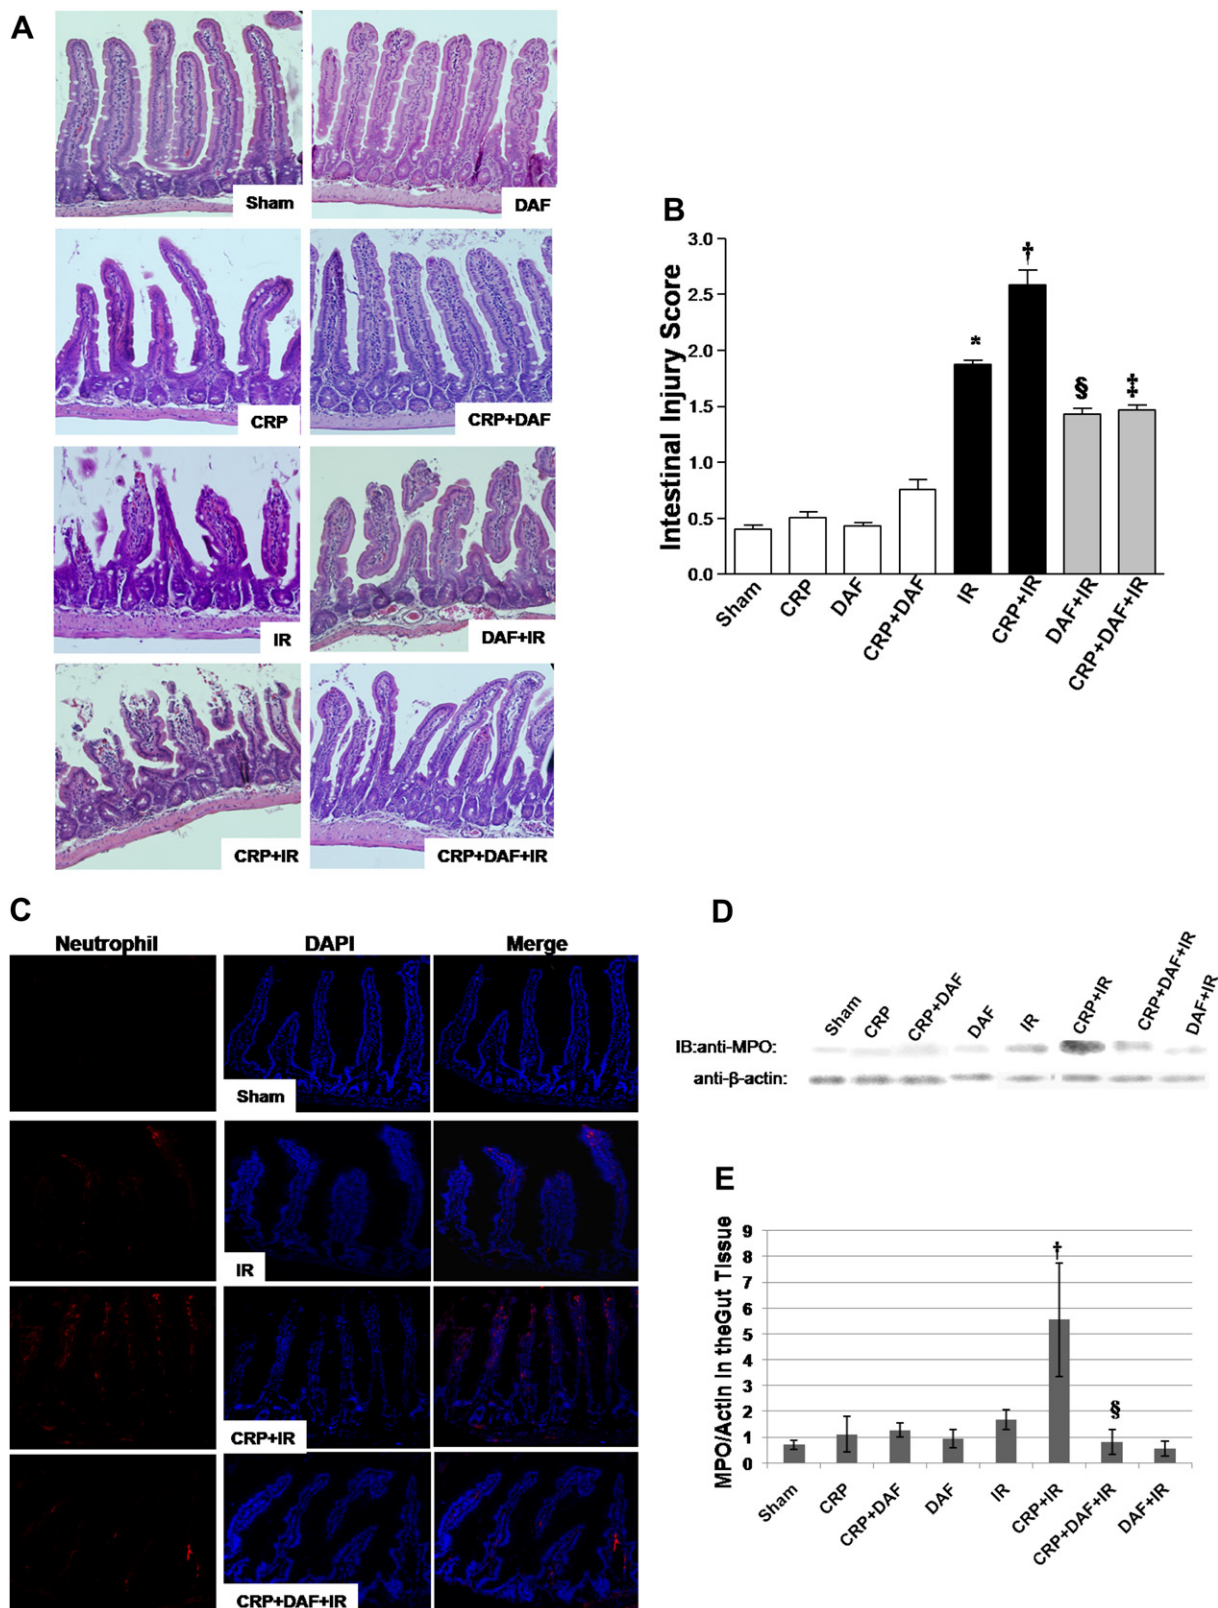 A
Sham
DAF
CRP
CRP+DAF
IR
DAF+IR
CRP+IR
CRP+DAF+IR
B
Intestinal Injury Score
3.0
2.5
2.0
1.5
1.0
0.5
0.0
*
†
§
‡
Sham
CRP
DAF
CRP+DAF
IR
CRP+IR
DAF+IR
CRP+DAF+IR
C
Neutrophil DAPI Merge
Sham
IR
CRP+IR
CRP+DAF+IR
D
Sham
CRP
CRP+DAF
DAF
IR
CRP+IR
CRP+DAF+IR
DAF+IR
IB:anti-MPO:
anti-β-actin:
E
MPO/Actin in theGut Tissue
9
8
7
6
5
4
3
2
1
0
†
§
Sham
CRP
CRP+DAF
DAF
IR
CRP+IR
CRP+DAF+IR
DAF+IR